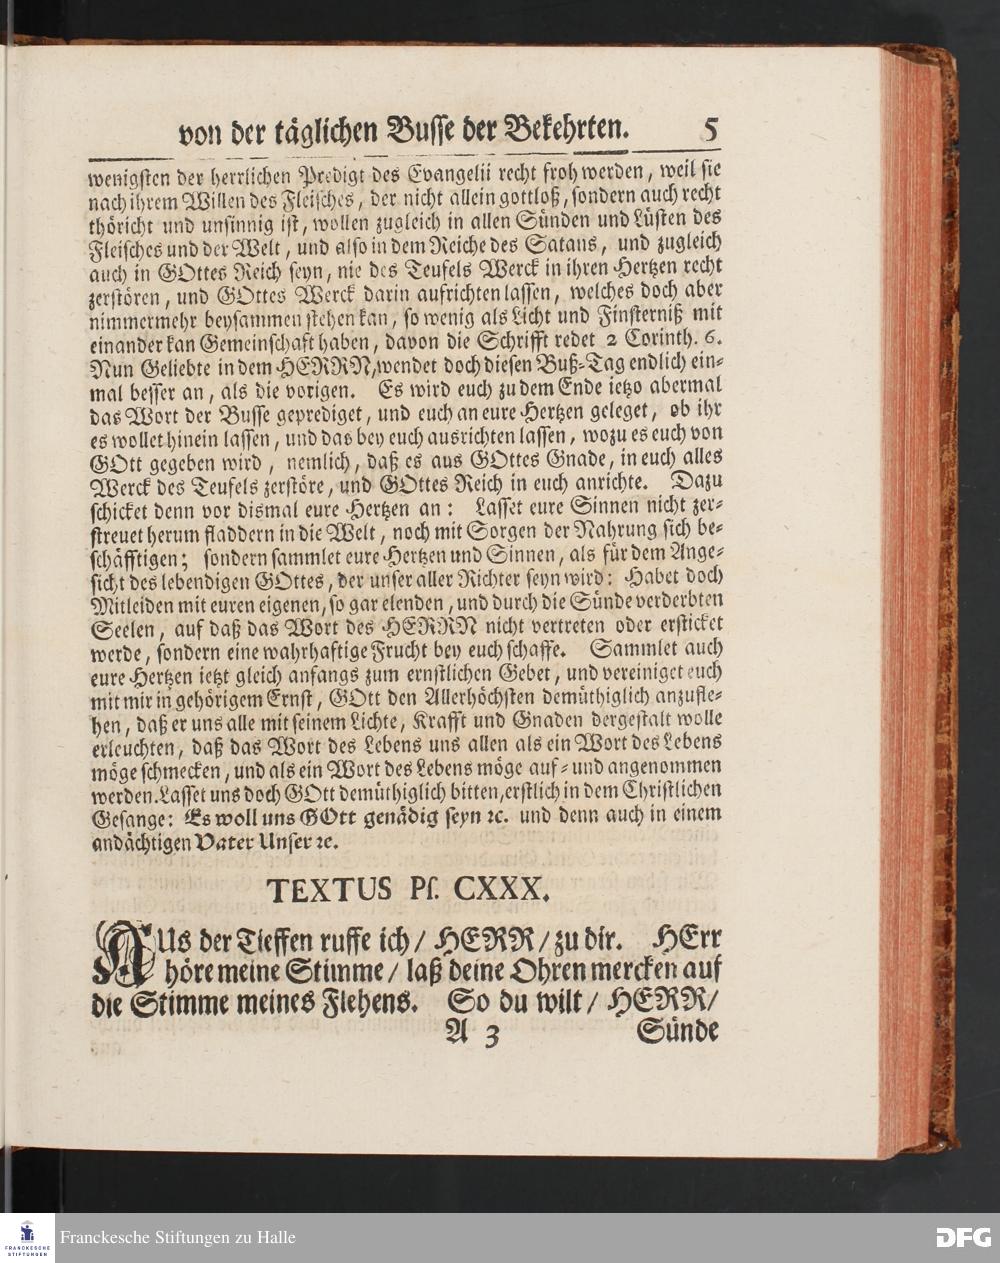 von der täglichen Busse der Bekehrten. 5
wenigsten der herrlichen Predigt des Evangelii recht froh werden, weil sie
nach ihrem Willen des Fleisches, der nicht allein gottloß, sondern auch recht
thöricht und unsinnig ist, wollen zugleich in allen Sünden und Lüsten des
Fleisches und der Welt, und also in dem Reiche des Satans, und zugleich
auch in GOttes Reich seyn, nie des Teufels Werck in ihren Hertzen recht
zerstören, und GOttes Werck darin aufrichten lassen, welches doch aber
nimmermehr beysammen stehen kan, so wenig als Licht und Finsterniß mit
einander kan Gemeinschaft haben, davon die Schrifft redet 2 Corinth. 6.
Nun Geliebte in dem HERRN, wendet doch diesen Buß-Tag endlich ein-
mal besser an, als die vorigen. Es wird euch zu dem Ende ietzo abermal
das Wort der Busse geprediget, und euch an eure Hertzen geleget, ob ihr
es wollet hinein lassen, und das bey euch ausrichten lassen, wozu es euch von
GOtt gegeben wird, nemlich, daß es aus GOttes Gnade, in euch alles
Werck des Teufels zerstöre, und GOttes Reich in euch anrichte. Dazu
schicket denn vor dismal eure Hertzen an: Lasset eure Sinnen nicht zer-
streuet herum fladdern in die Welt, noch mit Sorgen der Nahrung sich be-
schäfftigen; sondern sammlet eure Hertzen und Sinnen, als für dem Ange-
sicht des lebendigen GOttes, der unser aller Richter seyn wird: Habet doch
Mitleiden mit euren eigenen, so gar elenden, und durch die Sünde verderbten
Seelen, auf daß das Wort des HERRN nicht vertreten oder ersticket
werde, sondern eine wahrhaftige Frucht bey euch schaffe. Sammlet auch
eure Hertzen ietzt gleich anfangs zum ernstlichen Gebet, und vereiniget euch
mit mir in gehörigem Ernst, GOtt den Allerhöchsten demüthiglich anzufle-
hen, daß er uns alle mit seinem Lichte, Krafft und Gnaden dergestalt wolle
erleuchten, daß das Wort des Lebens uns allen als ein Wort des Lebens
möge schmecken, und als ein Wort des Lebens möge auf- und angenommen
werden. Lasset uns doch GOtt demüthiglich bitten, erstlich in dem Christlichen
Gesange: Es woll uns GOtt genädig seyn ꝛc. und denn auch in einem
andächtigen Vater Unser ꝛc.
TEXTUS Pſ. CXXX.
AUs der Tieffen ruffe ich / HERR / zu dir. HErr
höre meine Stimme / laß deine Ohren mercken auf
die Stimme meines Flehens. So du wilt / HERR /
A 3 Sünde
FRANCKESCHE STIFTUNGEN
Franckesche Stiftungen zu Halle
DFG